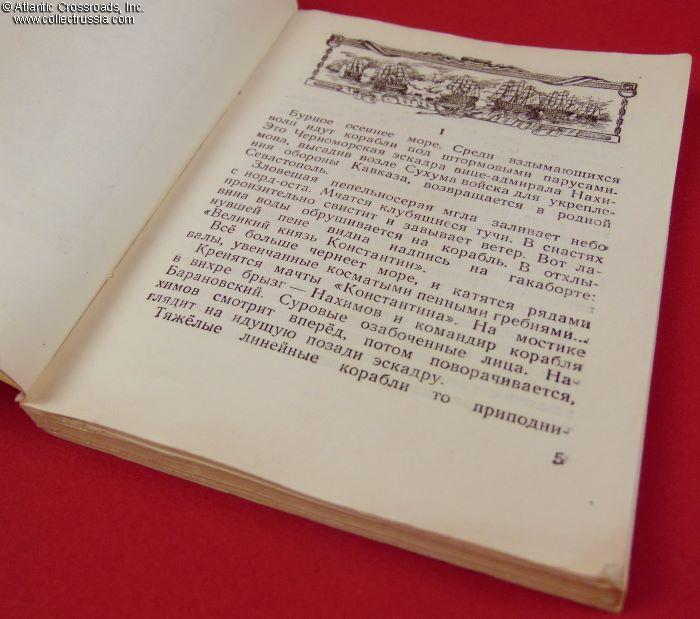 © Atlantic Crossroads, Inc.
www.collectrussia.com
I
Бурное осеннее море. Среди вздымающихся
волн идут корабли под штормовыми парусами.
Это Черноморская эскадра вице-адмирала Нахи-
мова, высадив возле Сухума войска для укрепле-
ния обороны Кавказа, возвращается в родной
Севастополь.
Зловещая пепельносерая мгла заливает небо
с норд-оста. Мчатся клубящиеся тучи. В снастях
пронзительно свистит и завывает ветер. Вот ла-
вина воды обрушивается на корабль. В отхлы-
нувшей пене видна надпись на гакаборте:
«Великий князь Константин».
Всё больше чернеет море, и катятся рядами
валы, увенчанные косматыми пенными гребнями...
Кренятся мачты «Константина». На мостике
в вихре брызг — Нахимов и командир корабля
Барановский. Суровые озабоченные лица. На-
химов смотрит вперёд, потом поворачивается,
глядит на идущую позади эскадру.
Тяжёлые линейные корабли то приподни-
5